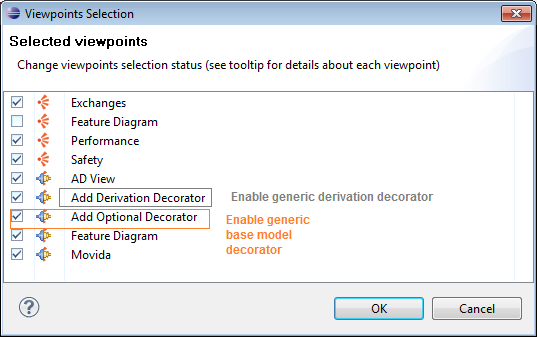 Viewpoints Selection
Selected viewpoints
Change viewpoints selection status (see tooltip for details about each viewpoint)
Exchanges
Feature Diagram
Performance
Safety
AD View
Add Derivation Decorator Enable generic derivation decorator
Add Optional Decorator Enable generic
base model
Feature Diagram
decorator
Movida
? OK Cancel